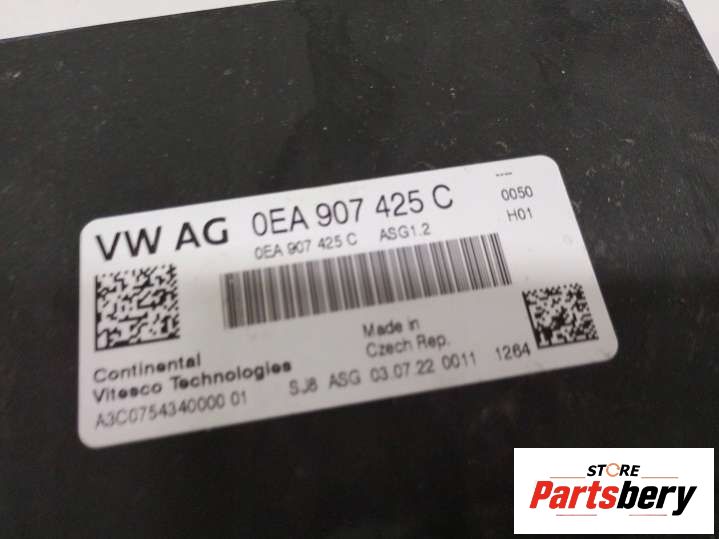 VW AG 0EA 907 425 C
---- 
0050
H01
0EA 907 425 C ASG1.2
Made in
Czech Rep.
Continental
Vitesco Technologies
A3C0754340000 01
SJ8 ASG 03.07.22 0011 1264
STORE
Partsbery